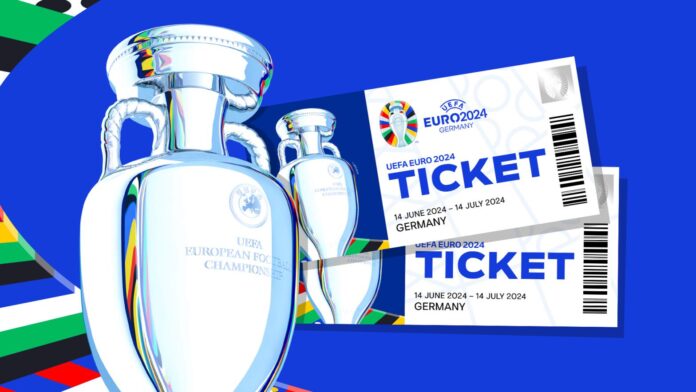 UEFA
EUROPEAN FOOTBALL
CHAMPIONSHIP
UEFA
EURO2024
GERMANY
UEFA EURO 2024
TICKET
14 JUNE 2024 – 14 JULY 2024
GERMANY
UEFA EURO 2024
TICKET
14 JUNE 2024 – 14 JULY 2024
GERMANY